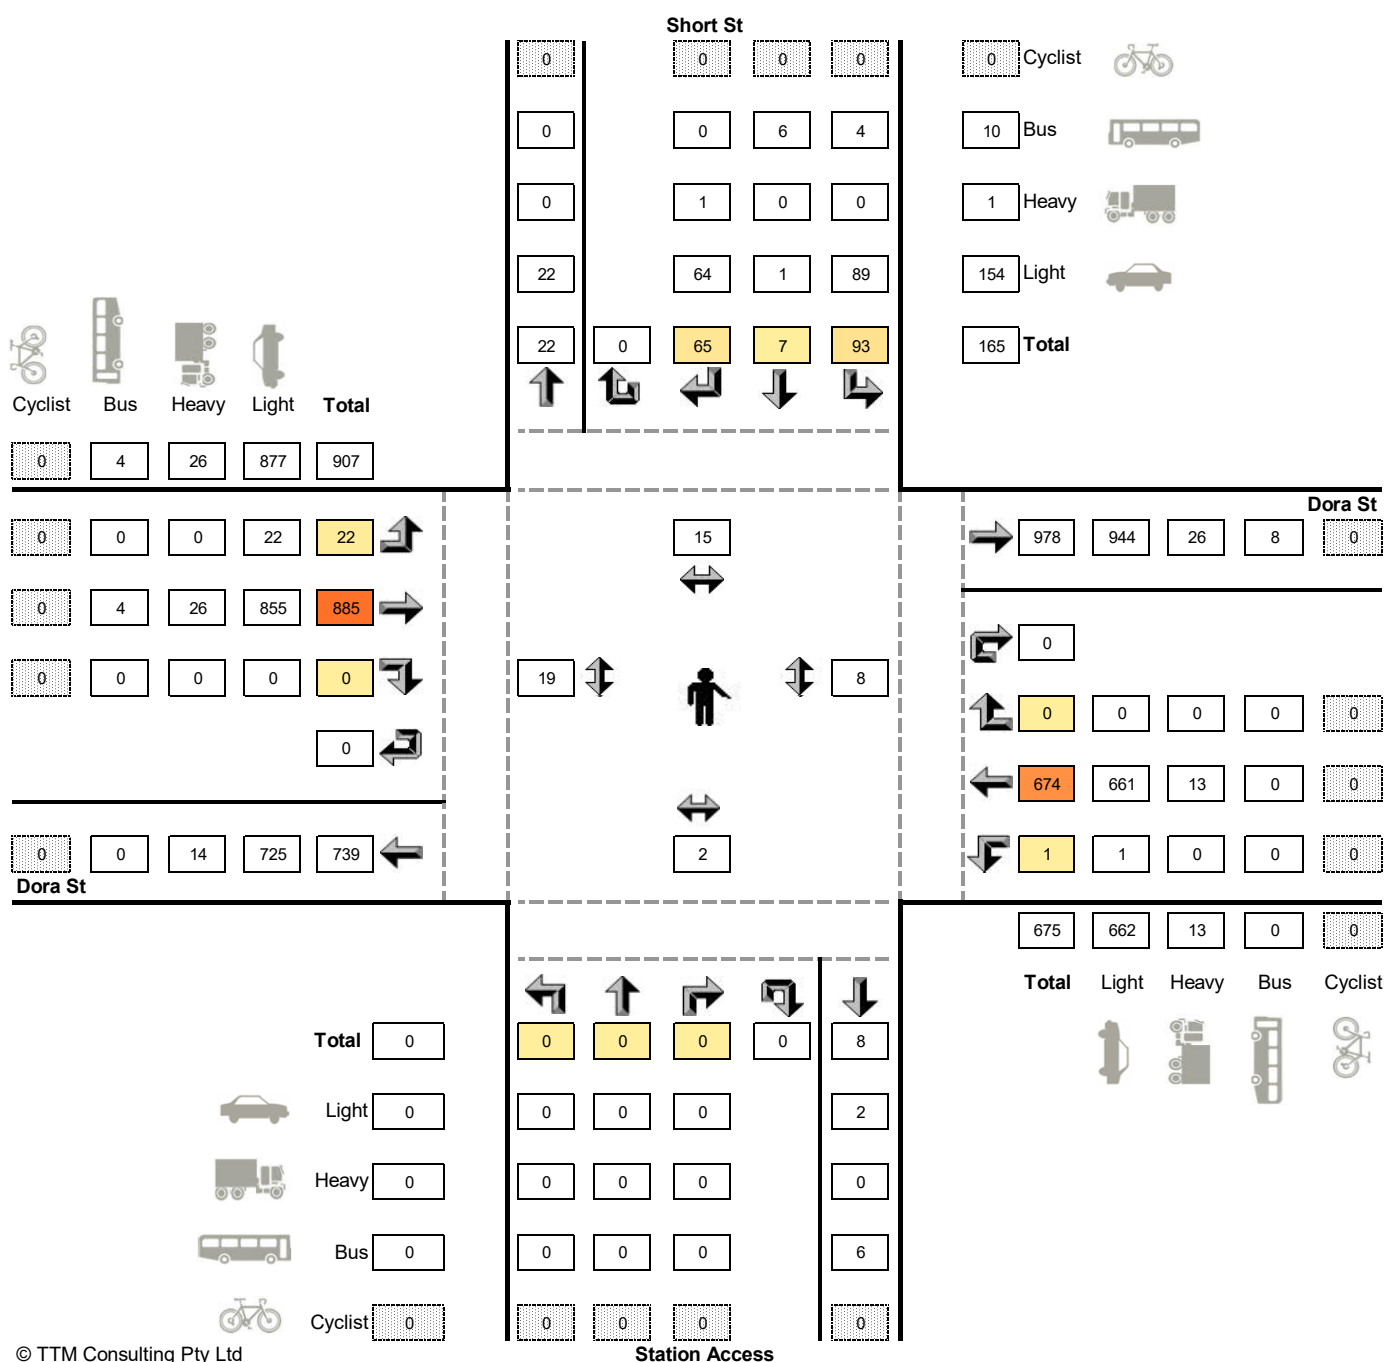 Short St
0 0 0 0 0 Cyclist
0 0 6 4 10 Bus
0 1 0 0 1 Heavy
22 64 1 89 154 Light
22 0 65 7 93 165 Total
Cyclist Bus Heavy Light Total
0 4 26 877 907
Dora St
0 0 0 22 22 15 978 944 26 8 0
0 4 26 855 885
0
0 0 0 0 0 19 8
0 0 0 0 0
0
674 661 13 0 0
0 0 14 725 739 2 1 1 0 0 0
Dora St
675 662 13 0 0
Total Light Heavy Bus Cyclist
Total 0 0 0 0 0 8
Light 0 0 0 0 2
Heavy 0 0 0 0 0
Bus 0 0 0 0 6
Cyclist 0 0 0 0 0
© TTM Consulting Pty Ltd Station Access